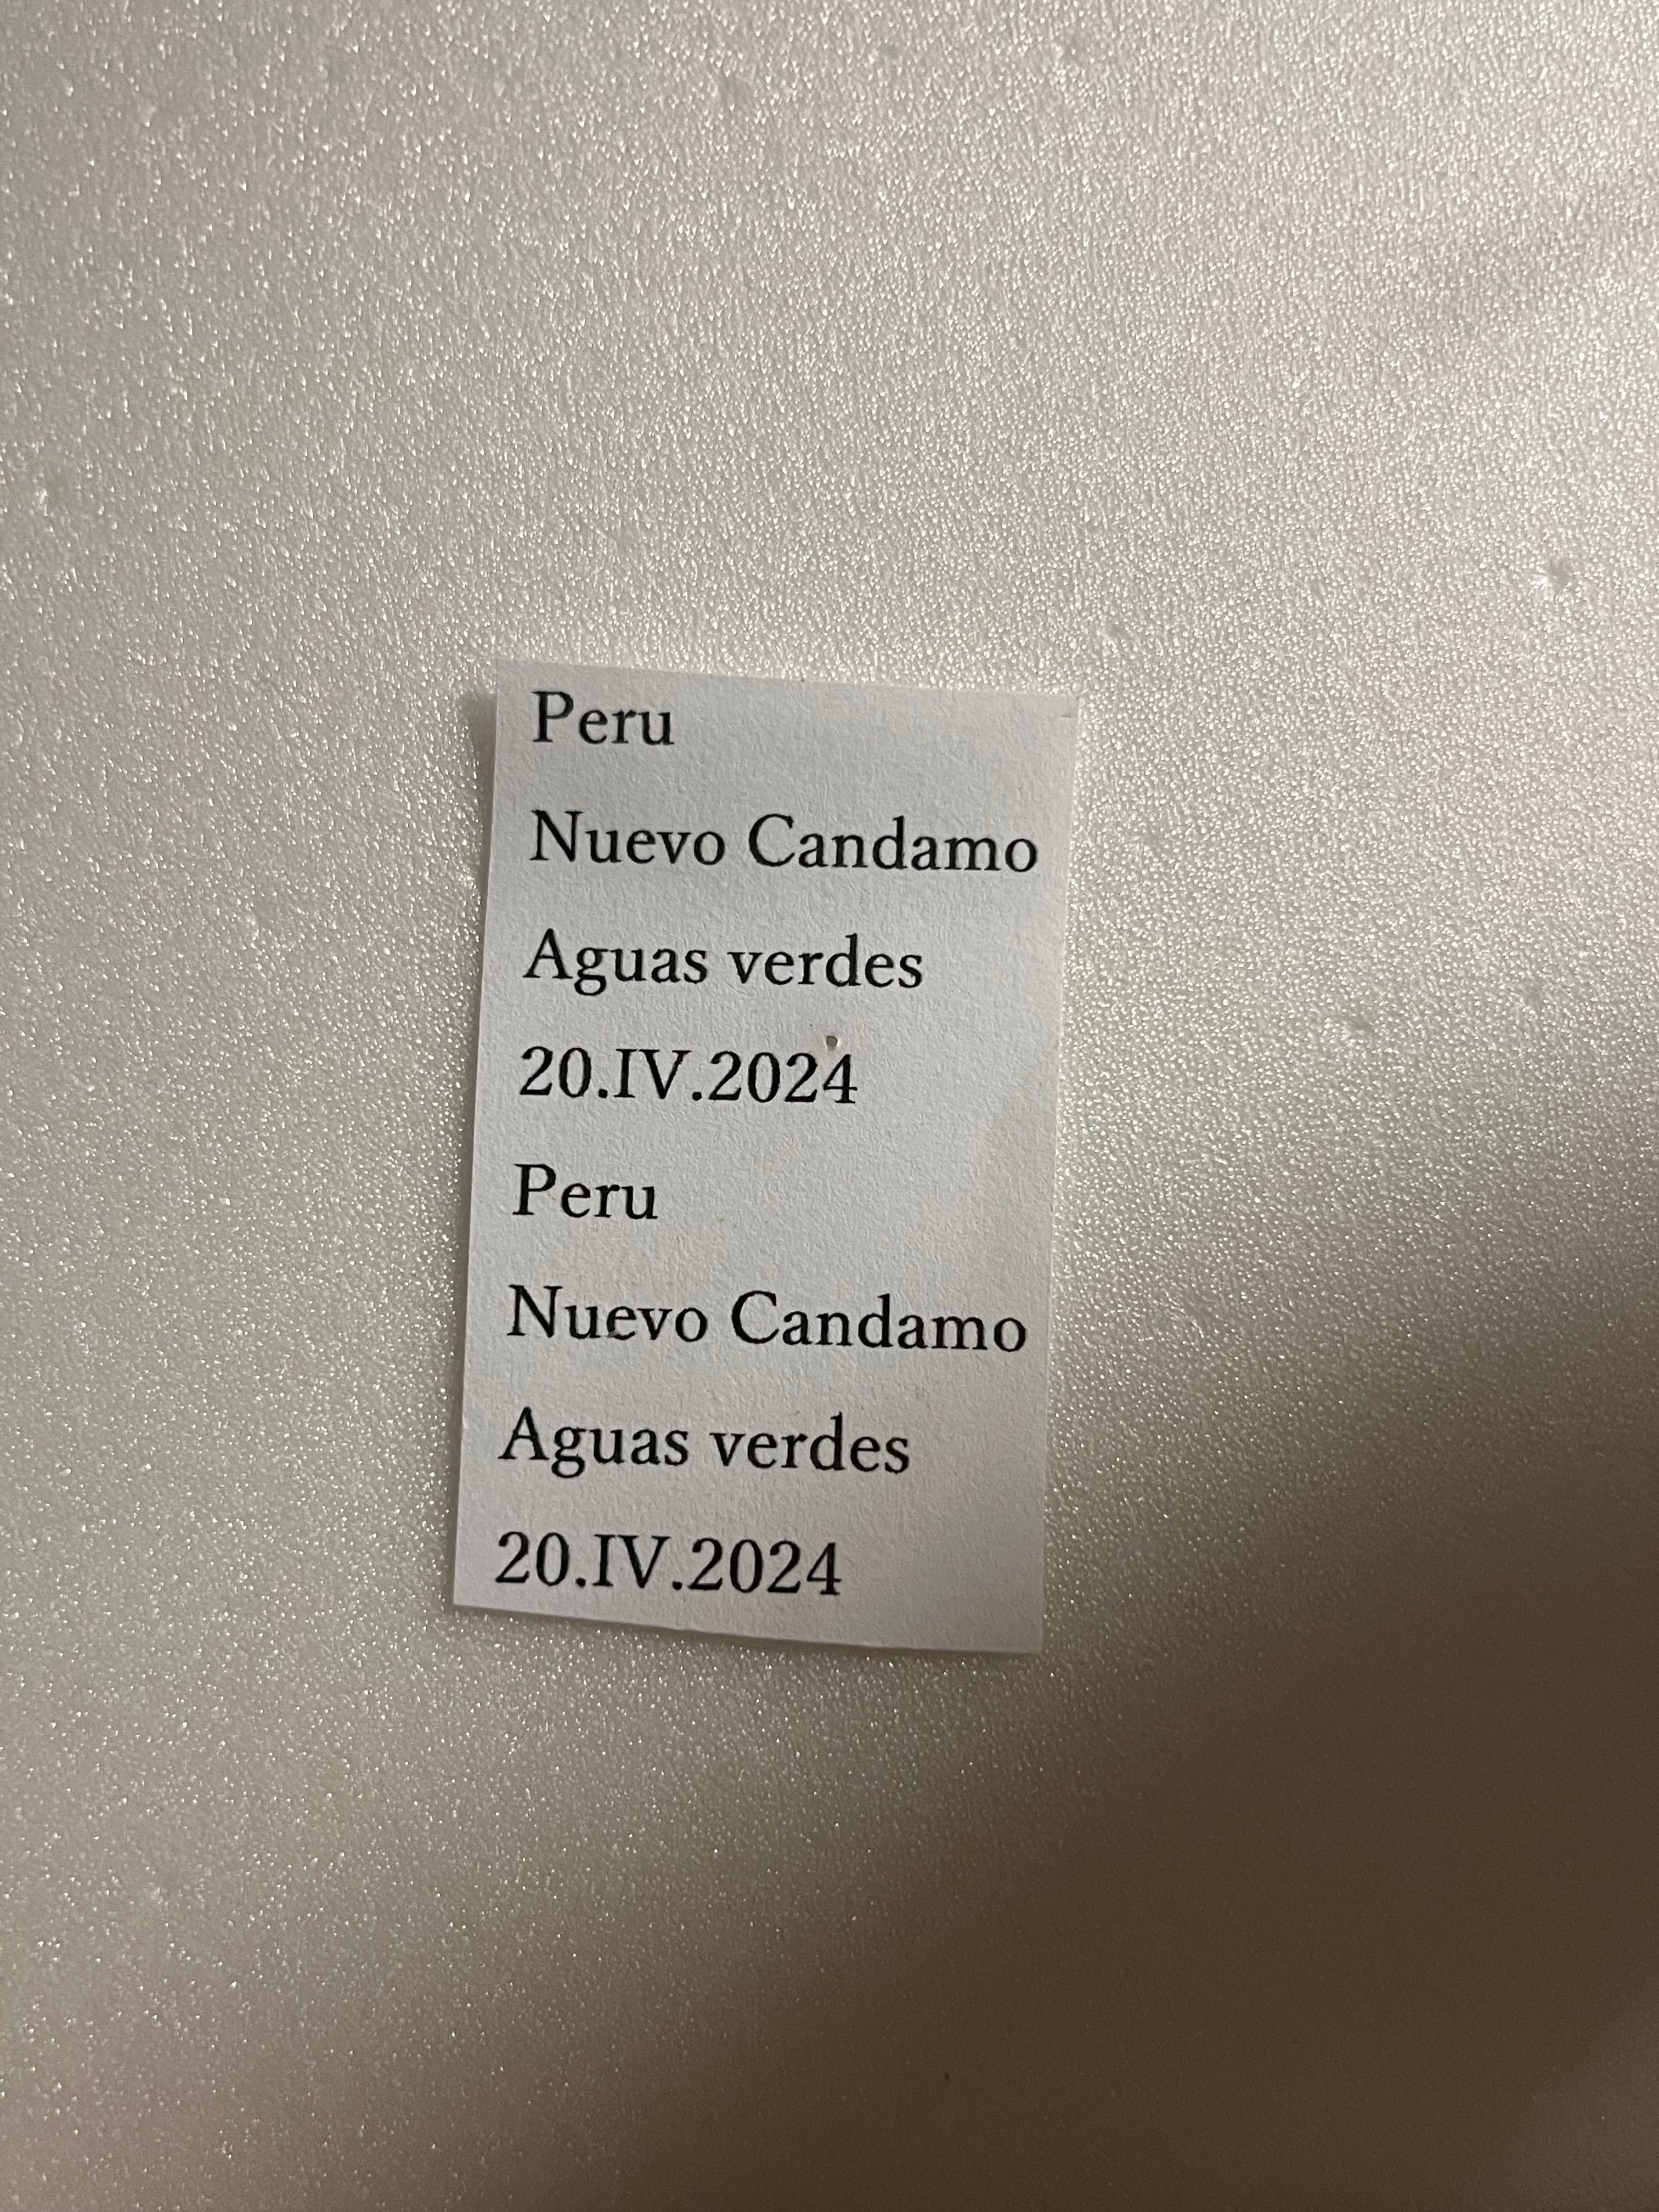 Peru
Nuevo Candamo
Aguas verdes
20.IV.2024
Peru
Nuevo Candamo
Aguas verdes
20.IV.2024